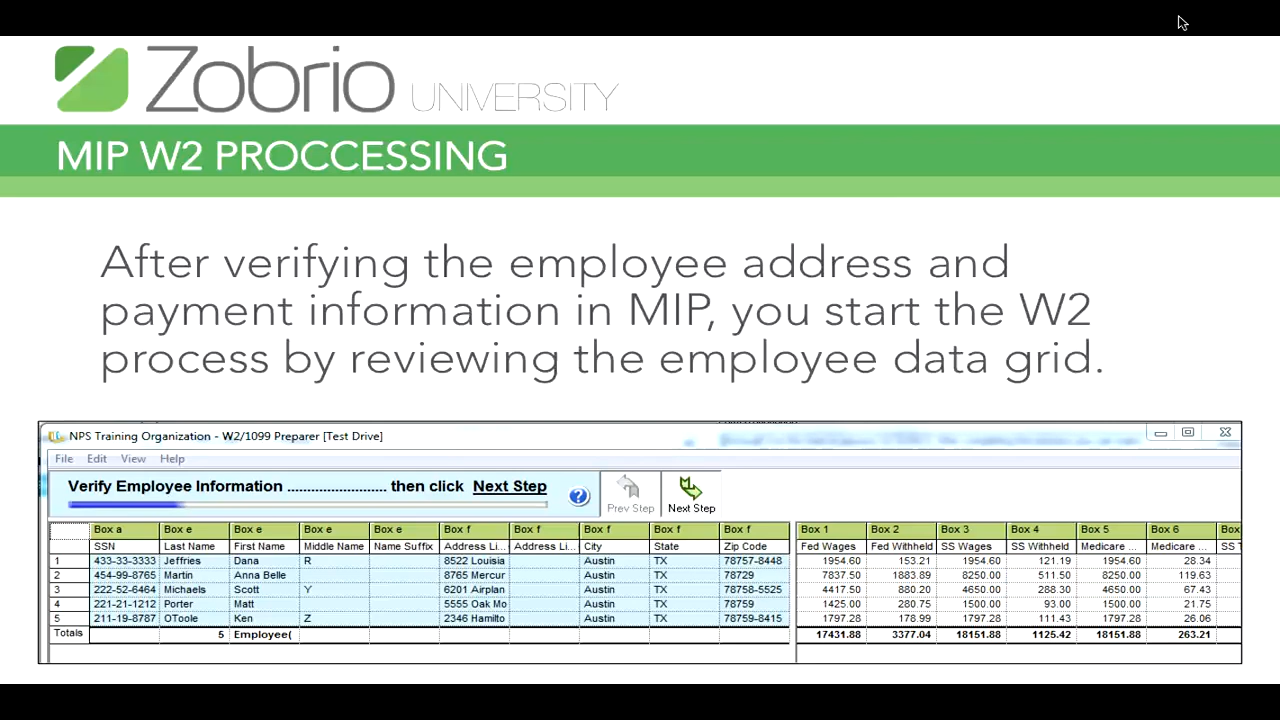 Zobrio UNIVERSITY
MIP W2 PROCCESSING
After verifying the employee address and
payment information in MIP, you start the W2
process by reviewing the employee data grid.
NPS Training Organization - W2/1099 Preparer [Test Drive]
File Edit View Help
Verify Employee Information ......................... then click Next Step
Prev Step Next Step
Box a Box e Box e Box e Box e Box f Box f Box f Box f Box f Box 1 Box 2 Box 3 Box 4 Box 5 Box 6 Box
SSN Last Name First Name Middle Name Name Suffix Address Li... Address Li... City State Zip Code Fed Wages Fed Withheld SS Wages SS Withheld Medicare ... Medicare ... SS
1 433-33-3333 Jeffries Dana R 8522 Louisia Austin TX 78757-8448 1954.60 153.21 1954.60 121.19 1954.60 28.34
2 454-99-8765 Martin Anna Belle 8765 Mercur Austin TX 78729 7837.50 1883.89 8250.00 511.50 8250.00 119.63
3 222-52-6464 Michaels Scott Y 6201 Airplan Austin TX 78758-5525 4417.50 880.20 4650.00 288.30 4650.00 67.43
4 221-21-1212 Porter Matt 5555 Oak Mo Austin TX 78759 1425.00 280.75 1500.00 93.00 1500.00 21.75
5 211-19-8787 OToole Ken Z 2346 Hamilto Austin TX 78759-8415 1797.28 178.99 1797.28 111.43 1797.28 26.06
Totals 5 Employee( 17431.88 3377.04 18151.88 1125.42 18151.88 263.21